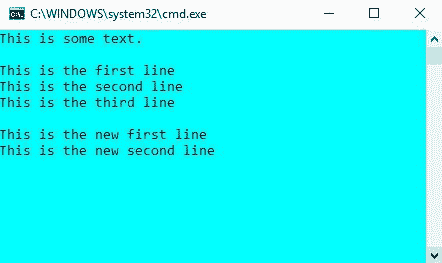 C:\WINDOWS\system32\cmd.exe
This is some text.
This is the first line
This is the second line
This is the third line
This is the new first line
This is the new second line